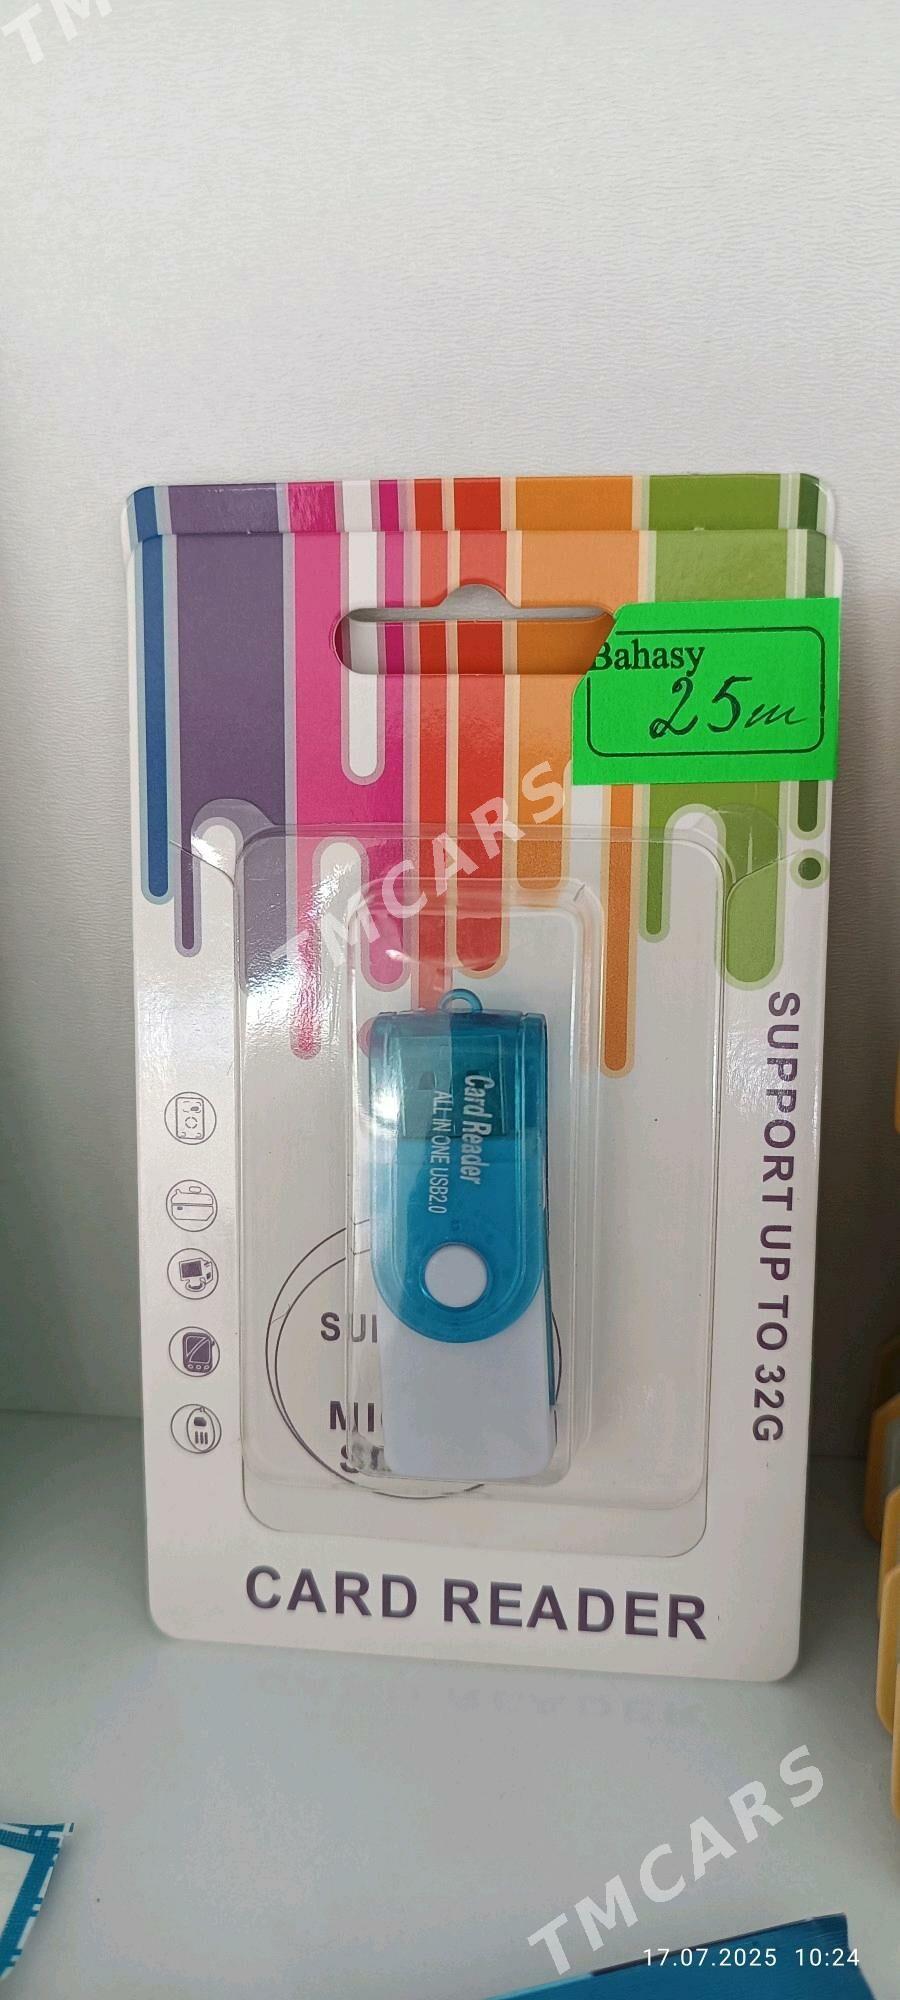 TM
Bahasy
25m
TMCARS
SUPPORT UP TO 32G
Card Reader
ALL IN ONE USB2.0
CARD READER
TMCARS
17.07.2025 10:24